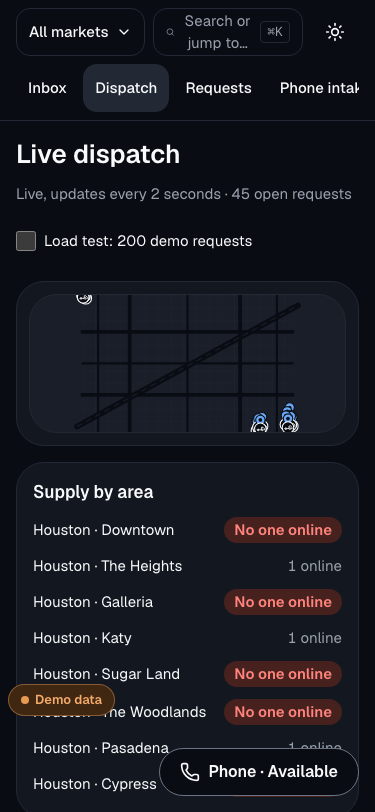 All markets
Search or
jump to...
⌘K
Inbox
Dispatch
Requests
Phone intak
Live dispatch
Live, updates every 2 seconds · 45 open requests
Load test: 200 demo requests
Supply by area
Houston · Downtown No one online
Houston · The Heights 1 online
Houston · Galleria No one online
Houston · Katy 1 online
Houston · Sugar Land No one online
Demo data
The Woodlands No one online
Houston · Pasadena 1 online
Houston · Cypress
Phone · Available